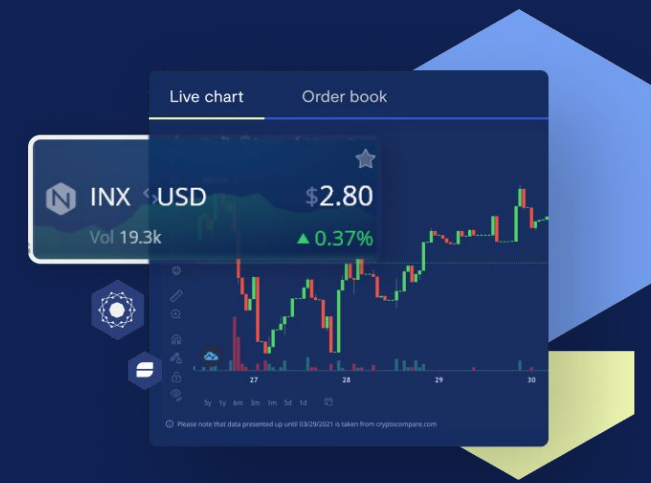 Live chart Order book
INX USD $2.80
Vol 19.3k 0.37%
27 28 29 30
5y 1y 6m 3m 1m 5d 1d
Please note that data presented up until 03/29/2021 is taken from cryptocompare.com